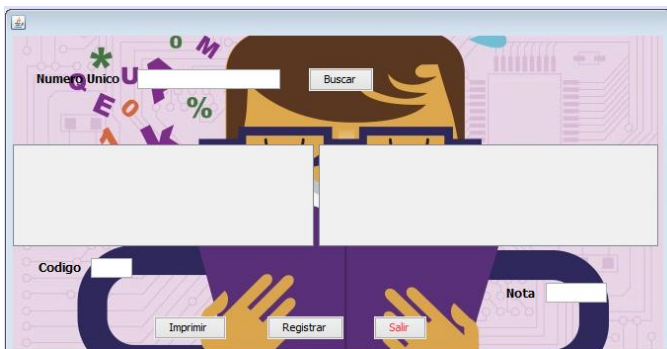 Numero Unico
Buscar
Codigo
Nota
Imprimir
Registrar
Salir